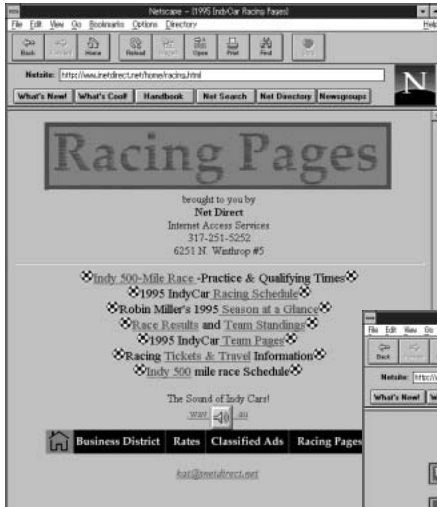 Netscape - [1995 IndyCar Racing Pages]
File Edit View Go Bookmarks Options Directory Help
Back Home Reload Open Print Find
Netsite: http://www.inetdirect.net/home/racing.html
What's New! What's Cool! Handbook Net Search Net Directory Newsgroups
N
Racing Pages
brought to you by
Net Direct
Internet Access Services
317-251-5252
6251 N. Winthrop #5
Indy 500-Mile Race -Practice & Qualifying Times
1995 IndyCar Racing Schedule
Robin Miller's 1995 Season at a Glance
Race Results and Team Standings
1995 IndyCar Team Pages
Racing Tickets & Travel Information
Indy 500 mile race Schedule
The Sound of Indy Cars!
.wav .au
Business District Rates Classified Ads Racing Pages
kat@inetdirect.net
File Edit View Go
Back
Netsite: http://
What's New!